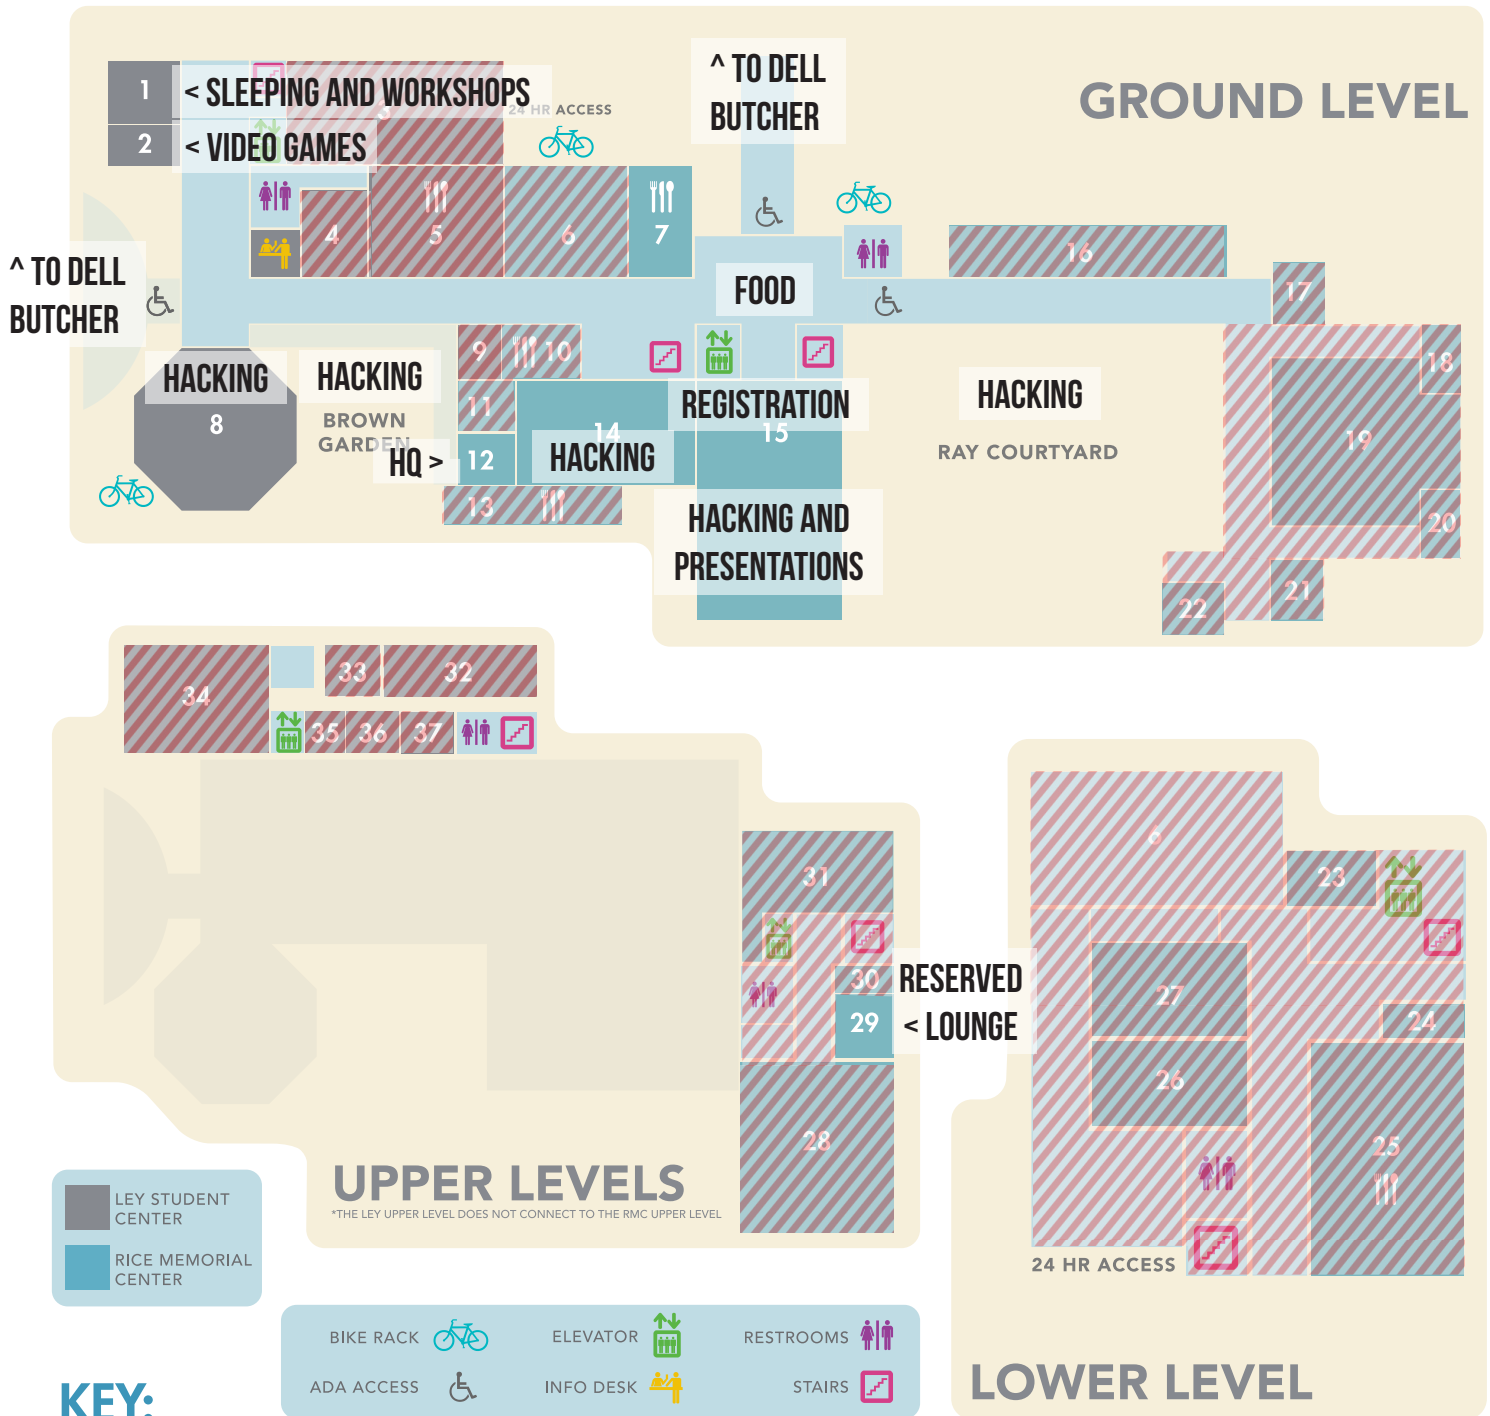 GROUND LEVEL
^ TO DELL
BUTCHER
1
< SLEEPING AND WORKSHOPS
3
24 HR ACCESS
2
< VIDEO GAMES
4
5
6
7
16
17
^ TO DELL
BUTCHER
FOOD
HACKING
8
HACKING
BROWN
GARDEN
9
10
11
HQ >
12
13
14
HACKING
REGISTRATION
15
HACKING AND
PRESENTATIONS
HACKING
RAY COURTYARD
18
19
20
21
22
34
33
32
35
36
37
31
30
29
RESERVED
< LOUNGE
28
UPPER LEVELS
*THE LEY UPPER LEVEL DOES NOT CONNECT TO THE RMC UPPER LEVEL
6
23
27
24
26
25
24 HR ACCESS
LOWER LEVEL
LEY STUDENT
CENTER
RICE MEMORIAL
CENTER
KEY:
BIKE RACK
ELEVATOR
RESTROOMS
ADA ACCESS
INFO DESK
STAIRS